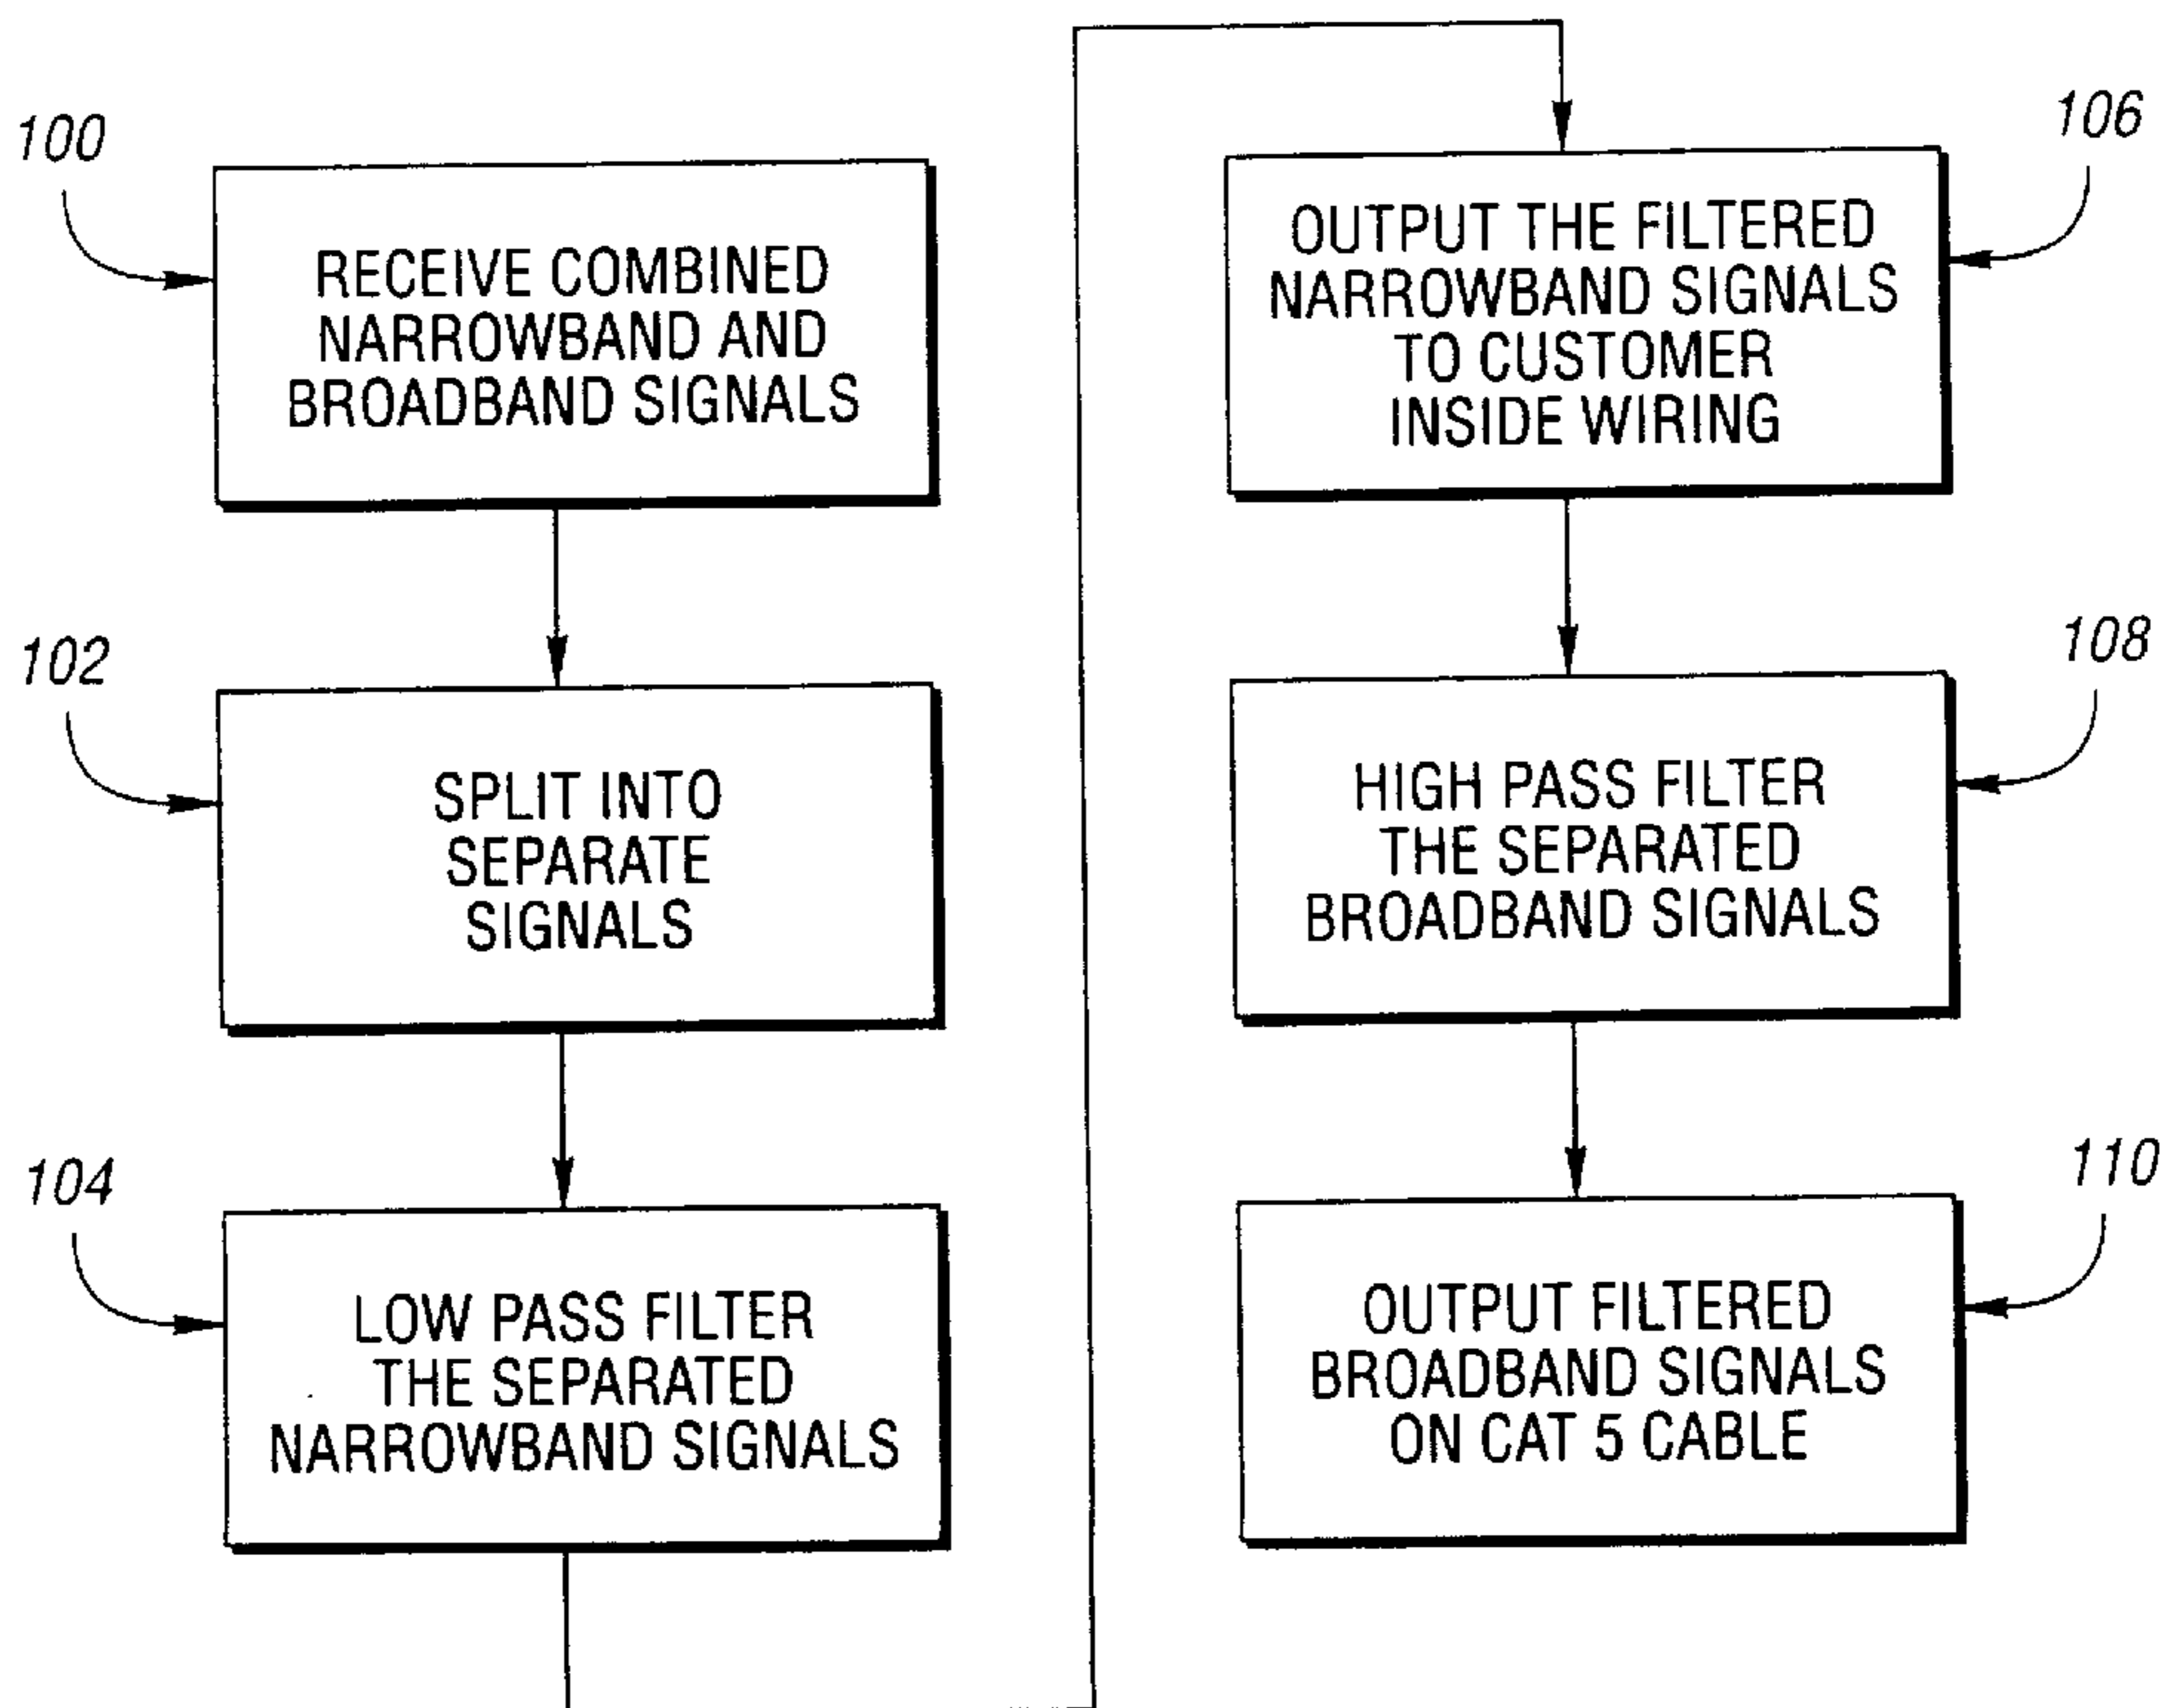 100
RECEIVE COMBINED
NARROWBAND AND
BROADBAND SIGNALS
102
SPLIT INTO
SEPARATE
SIGNALS
104
LOW PASS FILTER
THE SEPARATED
NARROWBAND SIGNALS
106
OUTPUT THE FILTERED
NARROWBAND SIGNALS
TO CUSTOMER
INSIDE WIRING
108
HIGH PASS FILTER
THE SEPARATED
BROADBAND SIGNALS
110
OUTPUT FILTERED
BROADBAND SIGNALS
ON CAT 5 CABLE